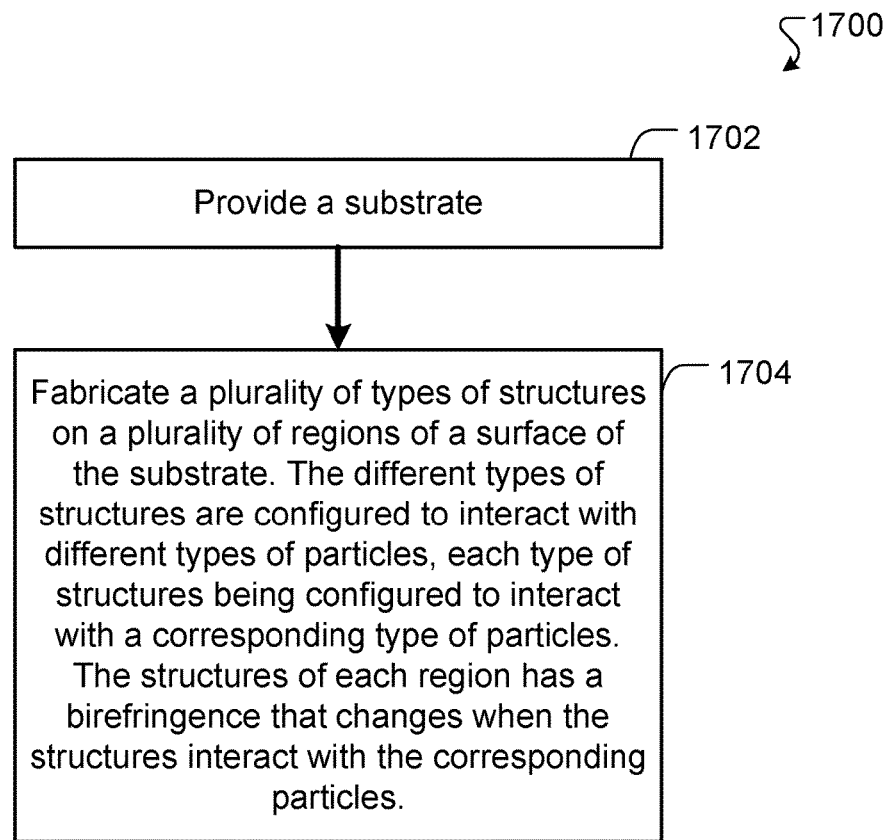 1700
1702
Provide a substrate
1704
Fabricate a plurality of types of structures
on a plurality of regions of a surface of
the substrate. The different types of
structures are configured to interact with
different types of particles, each type of
structures being configured to interact
with a corresponding type of particles.
The structures of each region has a
birefringence that changes when the
structures interact with the corresponding
particles.